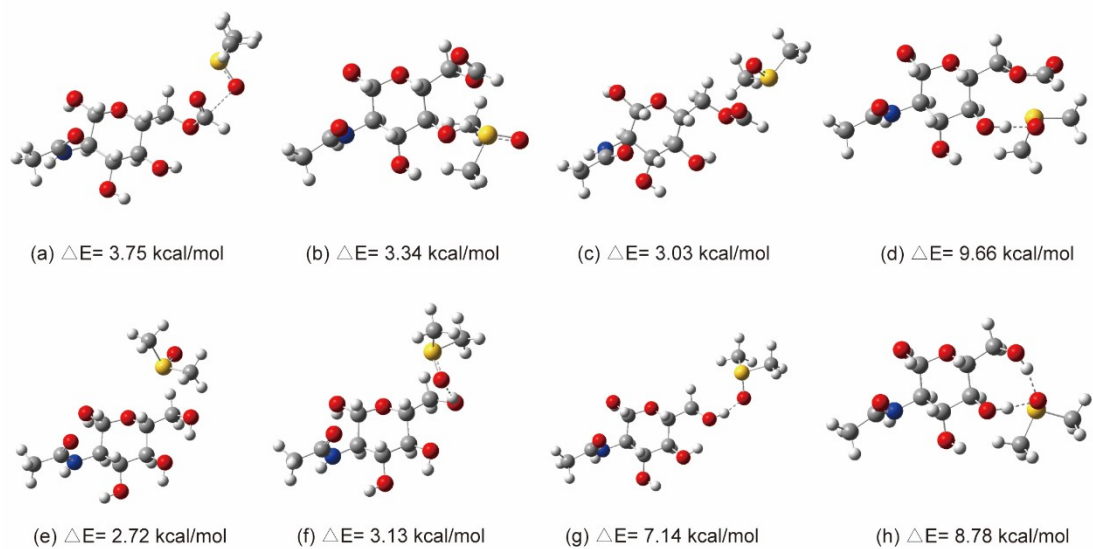 (a) △E= 3.75 kcal/mol
(b) △E= 3.34 kcal/mol
(c) △E= 3.03 kcal/mol
(d) △E= 9.66 kcal/mol
(e) △E= 2.72 kcal/mol
(f) △E= 3.13 kcal/mol
(g) △E= 7.14 kcal/mol
(h) △E= 8.78 kcal/mol